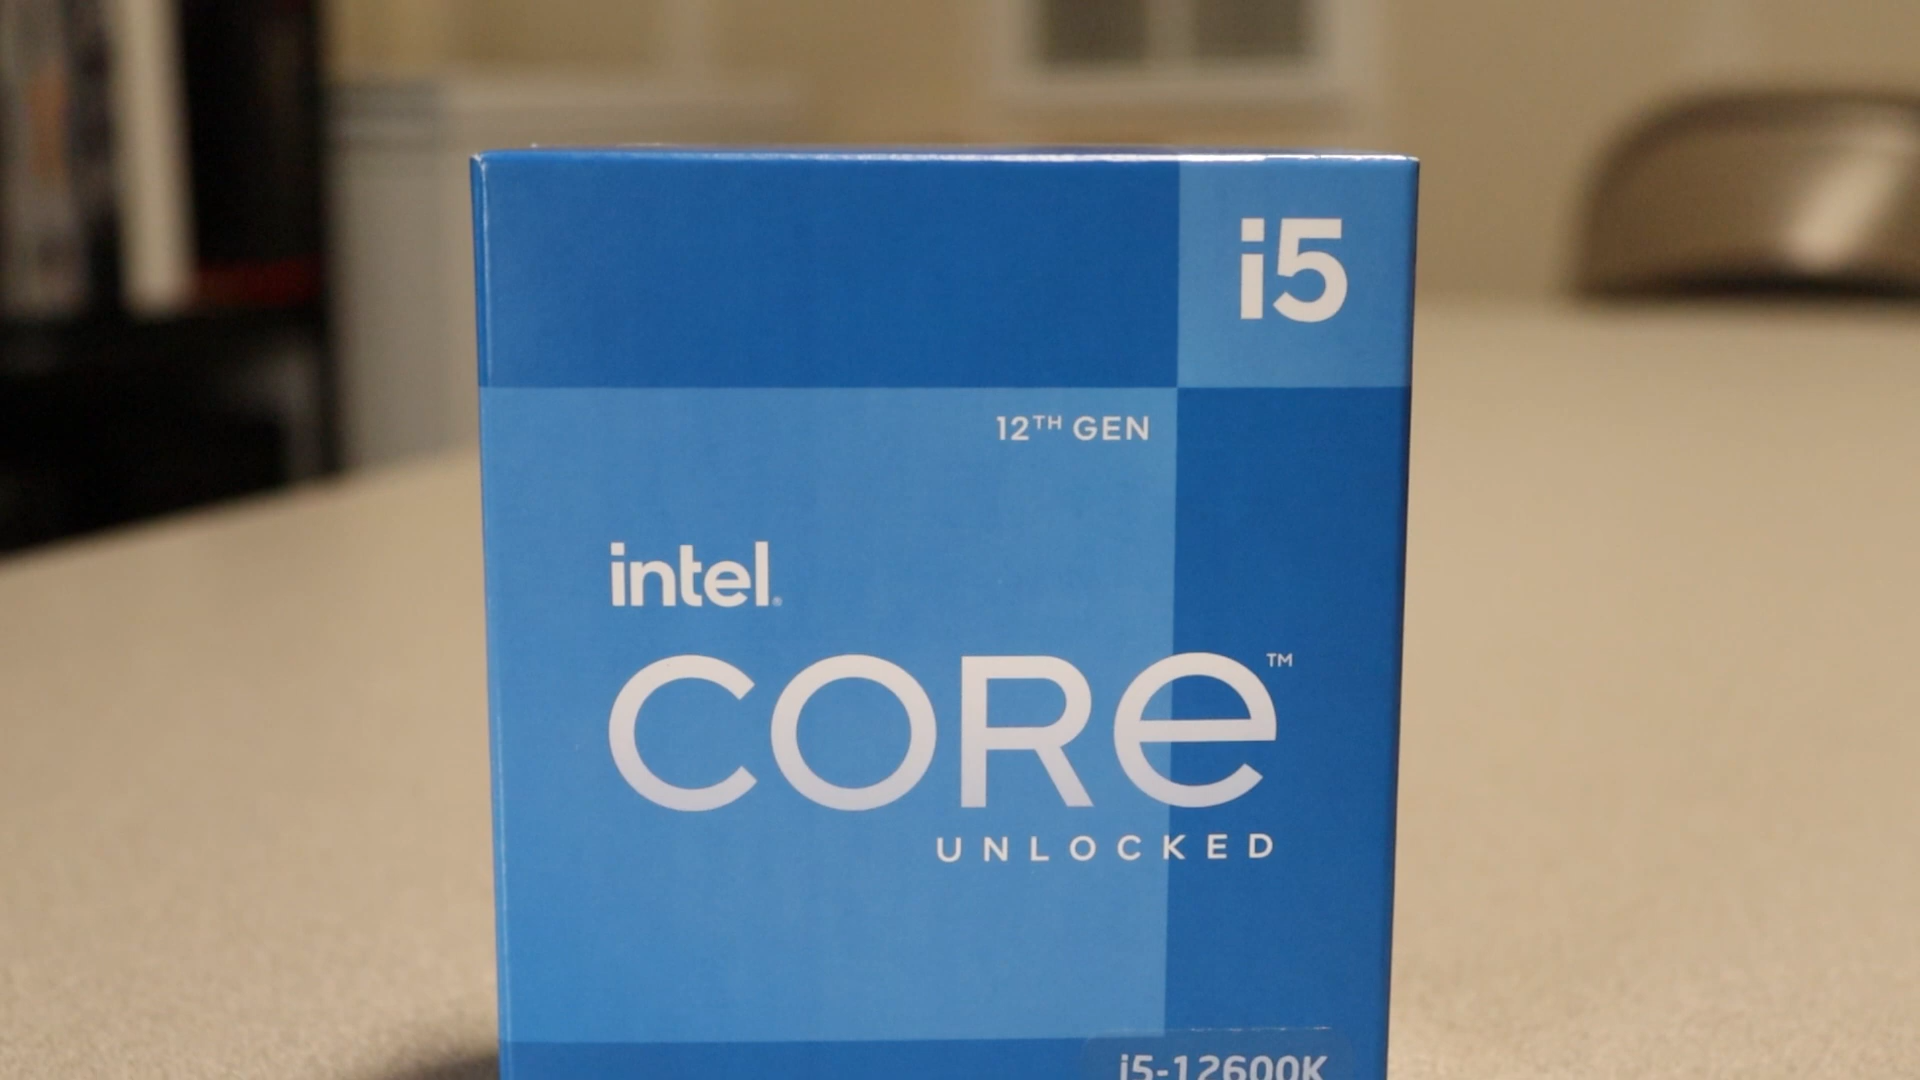 i5
12TH GEN
intel
CORE™
UNLOCKED
i5-12600K